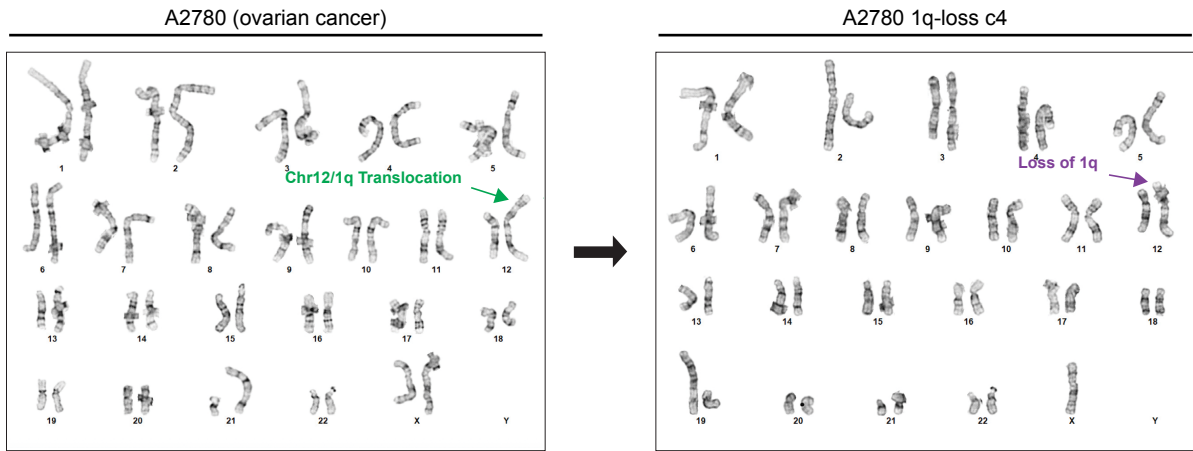 A2780 (ovarian cancer)
1 2 3 4 5
Chr12/1q Translocation
6 7 8 9 10 11 12
13 14 15 16 17 18
19 20 21 22 X Y
A2780 1q-loss c4
1 2 3 4 5
Loss of 1q
6 7 8 9 10 11 12
13 14 15 16 17 18
19 20 21 22 X Y